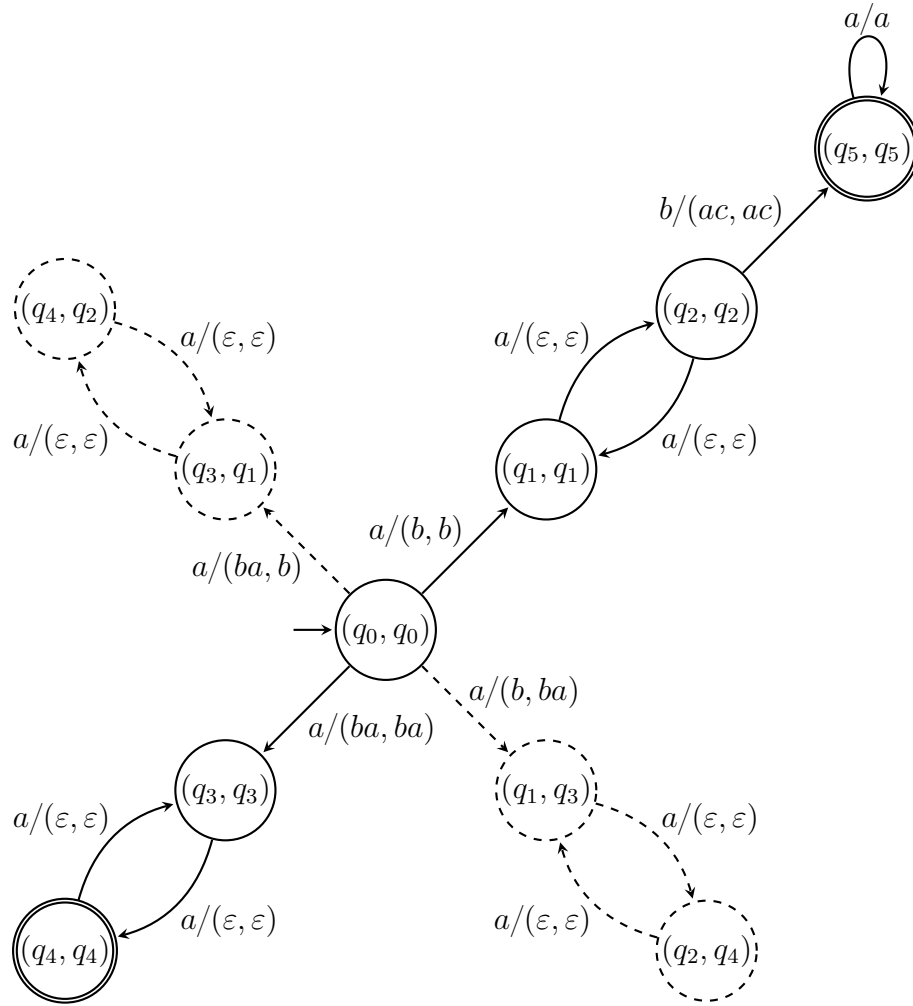 a/a
(q₅, q₅)
b/(ac, ac)
(q₄, q₂)
(q₂, q₂)
a/(ε, ε)
a/(ε, ε)
a/(ε, ε)
a/(ε, ε)
(q₃, q₁)
(q₁, q₁)
a/(b, b)
a/(ba, b)
(q₀, q₀)
a/(b, ba)
a/(ba, ba)
(q₃, q₃)
(q₁, q₃)
a/(ε, ε)
a/(ε, ε)
a/(ε, ε)
a/(ε, ε)
(q₄, q₄)
(q₂, q₄)